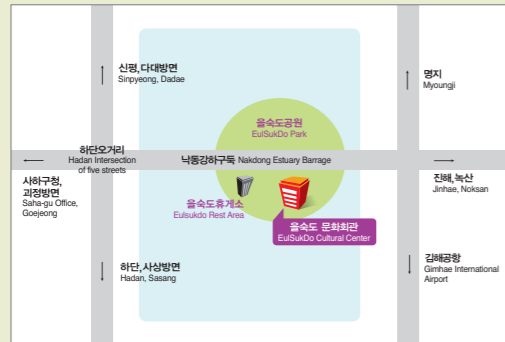 신평, 다대방면
Sinpyeong, Dadae
명지
Myoungji
을숙도공원
EulSukDo Park
하단오거리
Hadan Intersection
of five streets
낙동강하구둑 Nakdong Estuary Barrage
사하구청,
괴정방면
Saha-gu Office,
Goejeong
진해, 녹산
Jinhae, Noksan
을숙도휴게소
Eulsukdo Rest Area
을숙도 문화회관
EulSukDo Cultural Center
하단, 사상방면
Hadan, Sasang
김해공항
Gimhae International
Airport